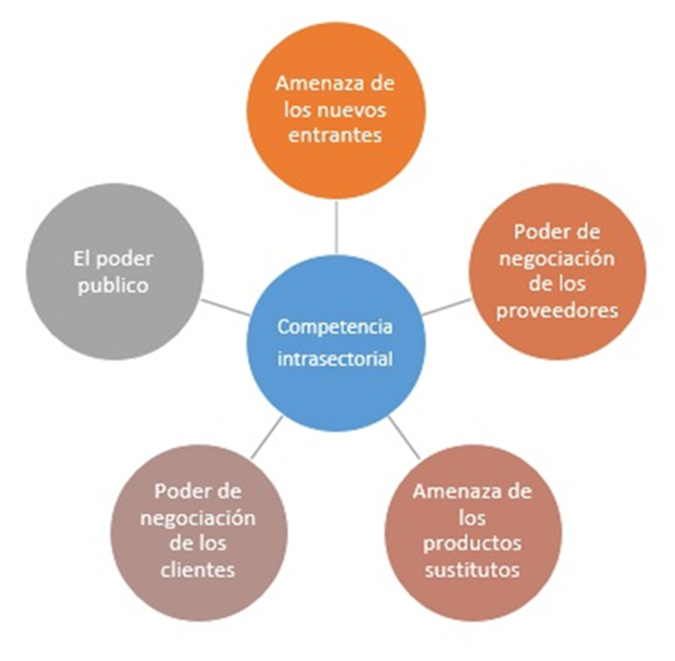 Amenaza de
los nuevos
entrantes
Poder de
negociación
de los
proveedores
El poder
publico
Competencia
intrasectorial
Poder de
negociación
de los
clientes
Amenaza de
los
productos
sustitutos